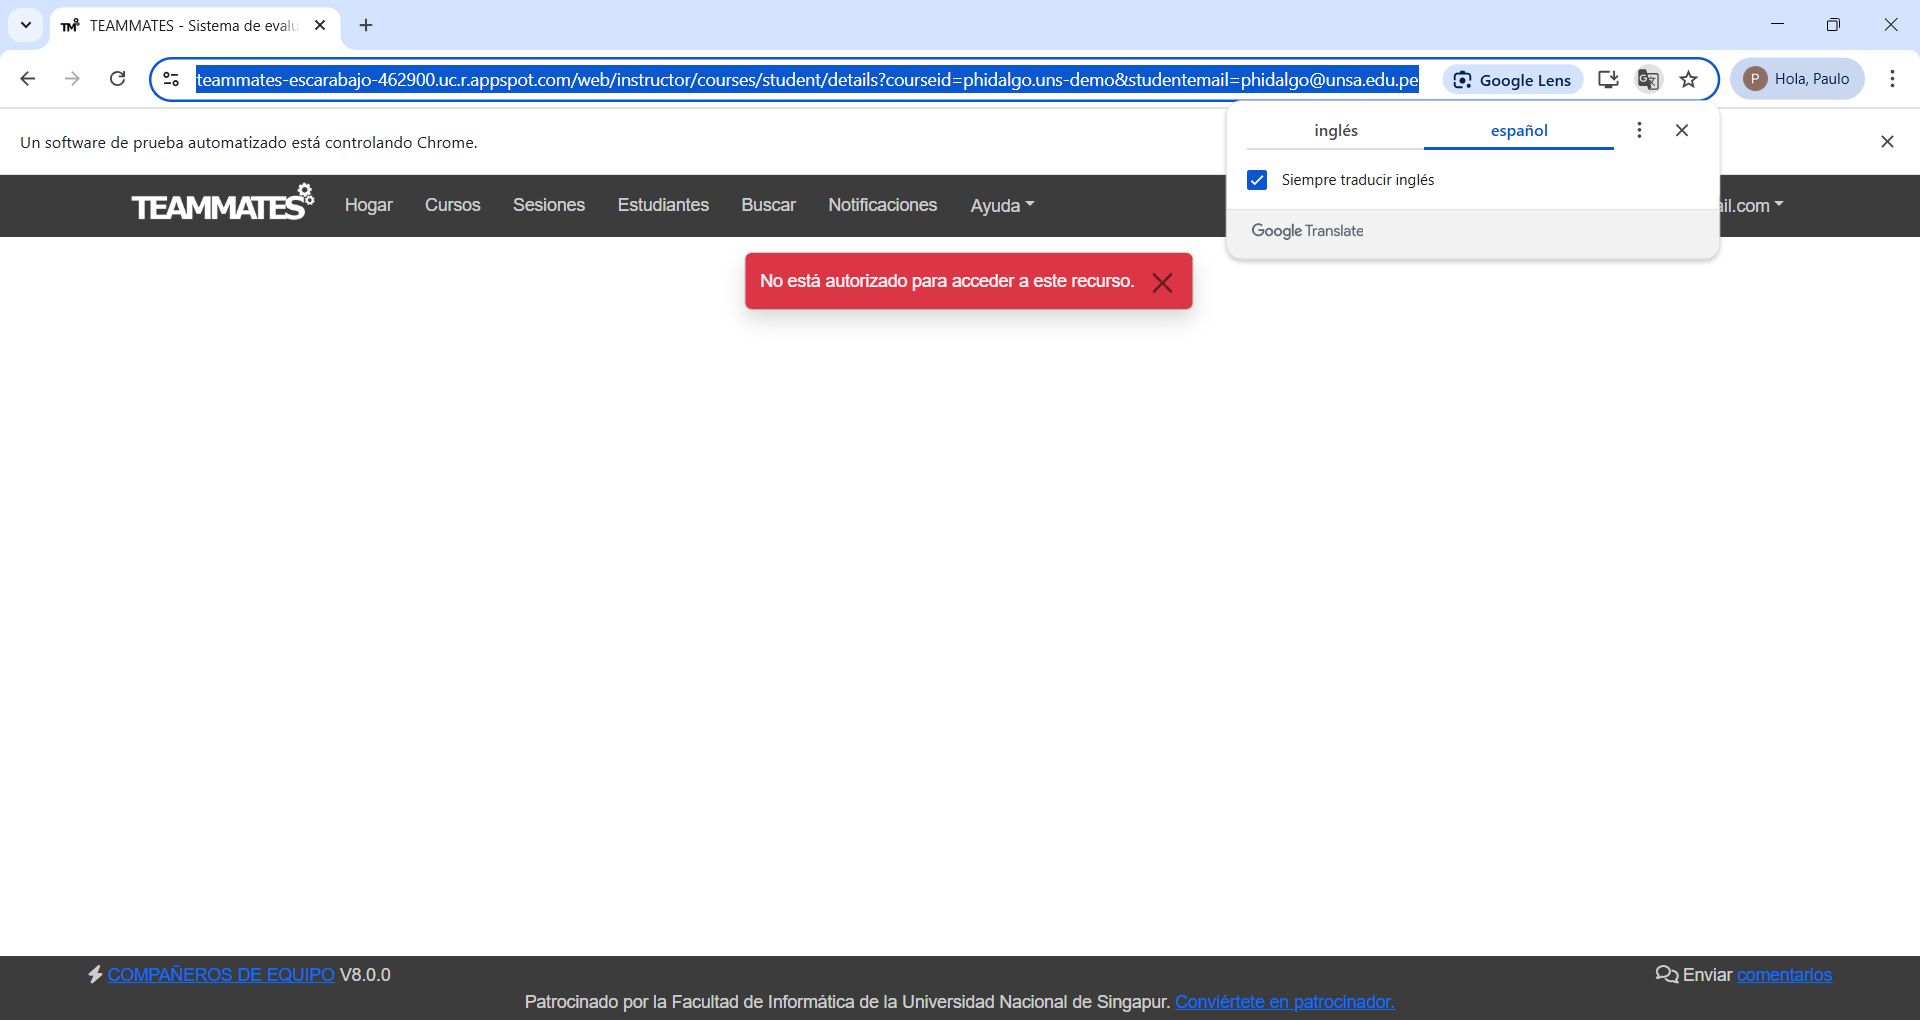 TEAMMATES - Sistema de evalu
teammates-escarabajo-462900.uc.r.appspot.com/web/instructor/courses/student/details?courseid=phidalgo.uns-demo&studentemail=phidalgo@unsa.edu.pe
Google Lens
P Hola, Paulo
inglés español
Un software de prueba automatizado está controlando Chrome.
Siempre traducir inglés
TEAMMATES Hogar Cursos Sesiones Estudiantes Buscar Notificaciones Ayuda ail.com
Google Translate
No está autorizado para acceder a este recurso.
COMPAÑEROS DE EQUIPO V8.0.0
Enviar comentarios
Patrocinado por la Facultad de Informática de la Universidad Nacional de Singapur. Conviértete en patrocinador.